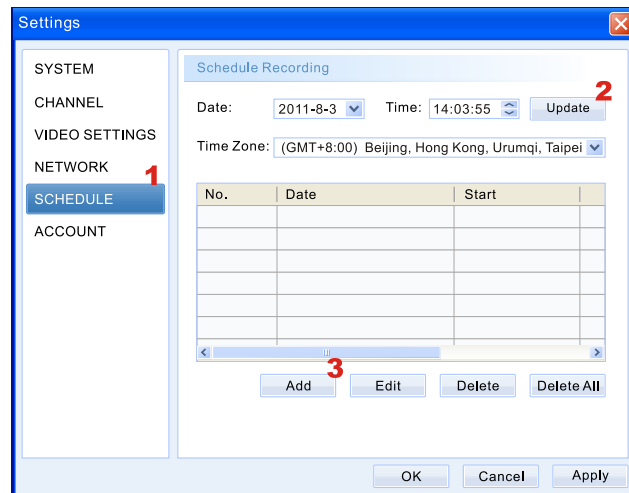 Settings
SYSTEM
CHANNEL
VIDEO SETTINGS
NETWORK
1
SCHEDULE
ACCOUNT
Schedule Recording
2
Date: 2011-8-3 Time: 14:03:55 Update
Time Zone: (GMT+8:00) Beijing, Hong Kong, Urumqi, Taipei
No. Date Start
3
Add Edit Delete Delete All
OK Cancel Apply